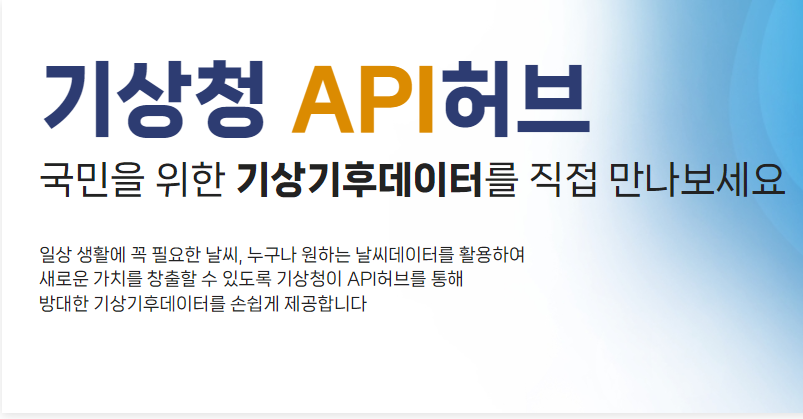 기상청 API허브
국민을 위한 기상기후데이터를 직접 만나보세요
일상 생활에 꼭 필요한 날씨, 누구나 원하는 날씨데이터를 활용하여
새로운 가치를 창출할 수 있도록 기상청이 API허브를 통해
방대한 기상기후데이터를 손쉽게 제공합니다